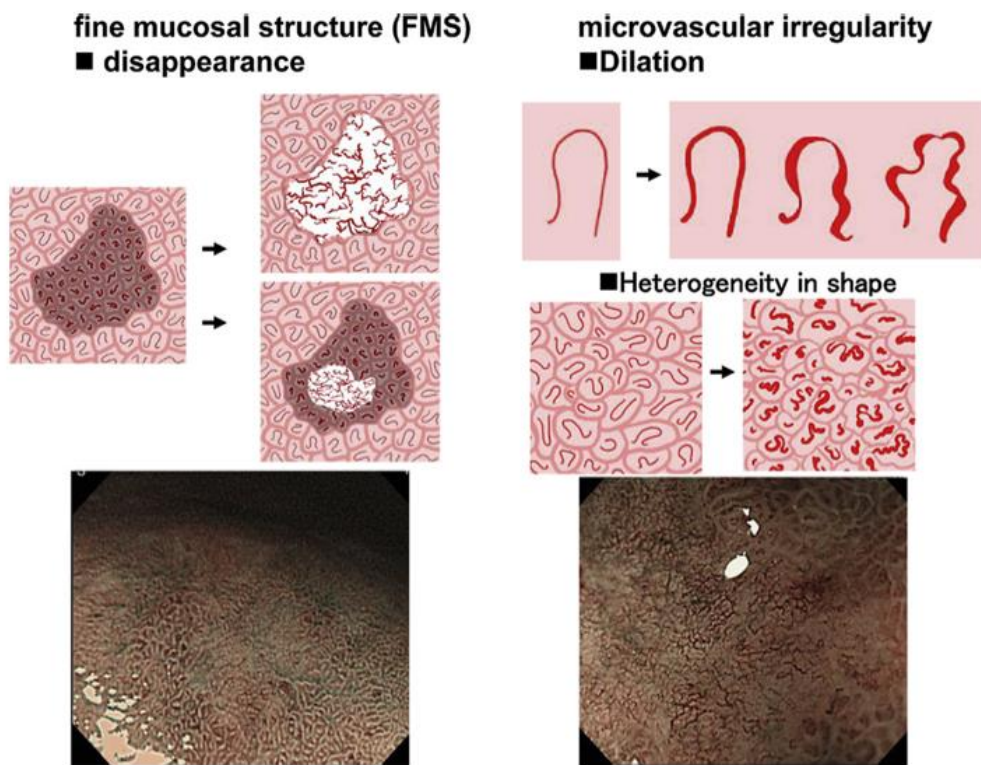 fine mucosal structure (FMS)
■ disappearance
microvascular irregularity
■Dilation
■Heterogeneity in shape